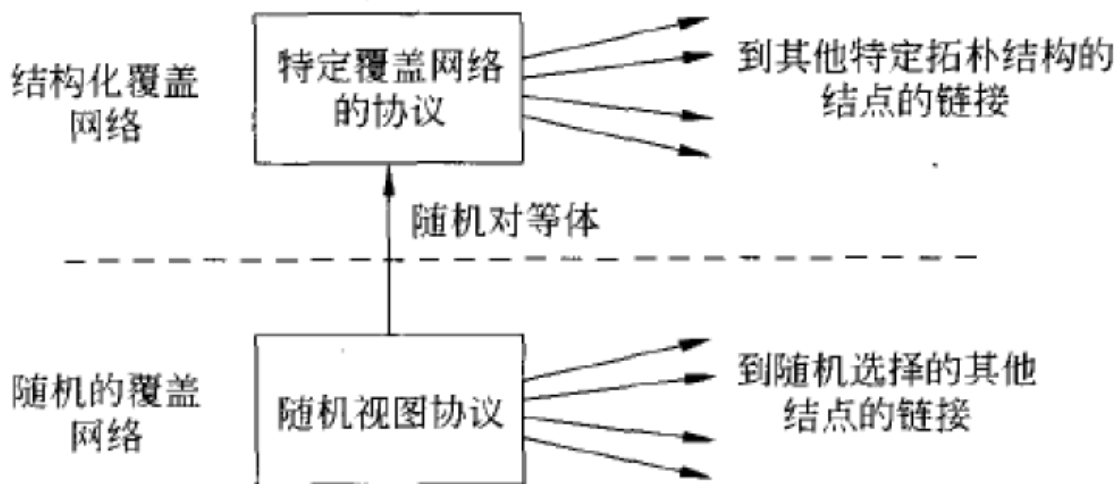 结构化覆盖
网络
特定覆盖网络
的协议
到其他特定拓朴结构的
结点的链接
随机对等体
随机的覆盖
网络
随机视图协议
到随机选择的其他
结点的链接